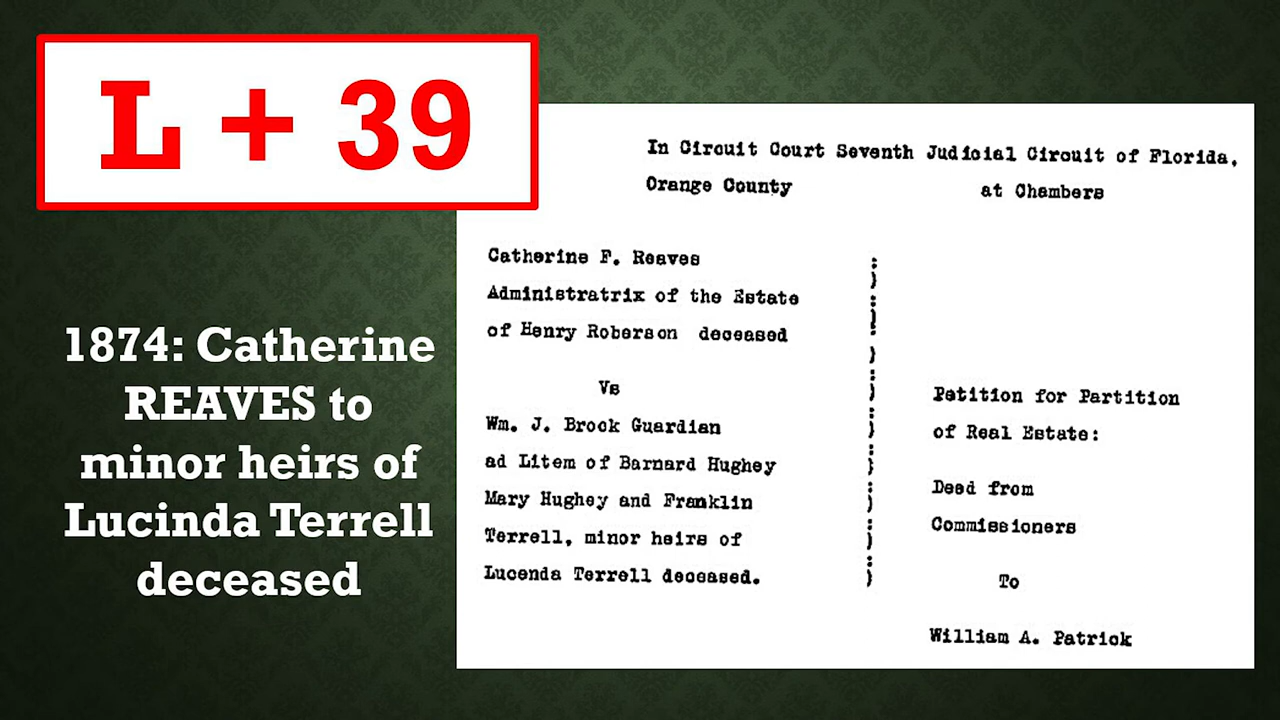 L + 39
1874: Catherine
REAVES to
minor heirs of
Lucinda Terrell
deceased
In Circuit Court Seventh Judicial Circuit of Florida.
Orange County at Chambers
Catherine F. Reaves
Administratrix of the Estate
of Henry Roberson deceased
Vs
Wm. J. Brook Guardian
ad Litem of Barnard Hughey
Mary Hughey and Franklin
Terrell, minor heirs of
Lucenda Terrell deceased.
Petition for Partition
of Real Estate:
Deed from
Commissioners
To
William A. Patrick